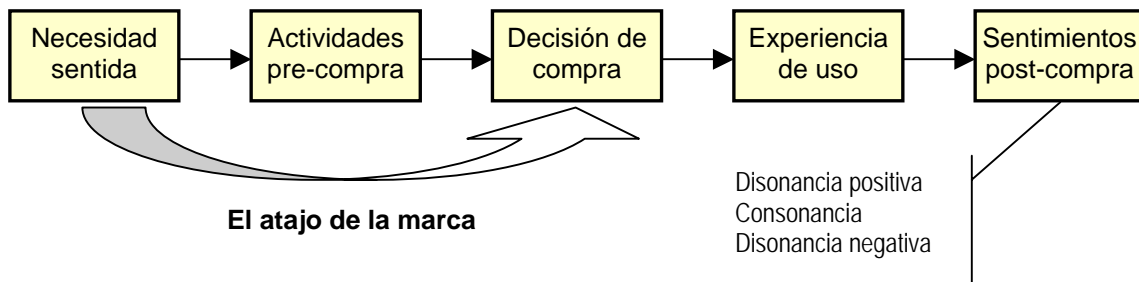 Necesidad
sentida
Actividades
pre-compra
Decisión de
compra
Experiencia
de uso
Sentimientos
post-compra
El atajo de la marca
Disonancia positiva
Consonancia
Disonancia negativa